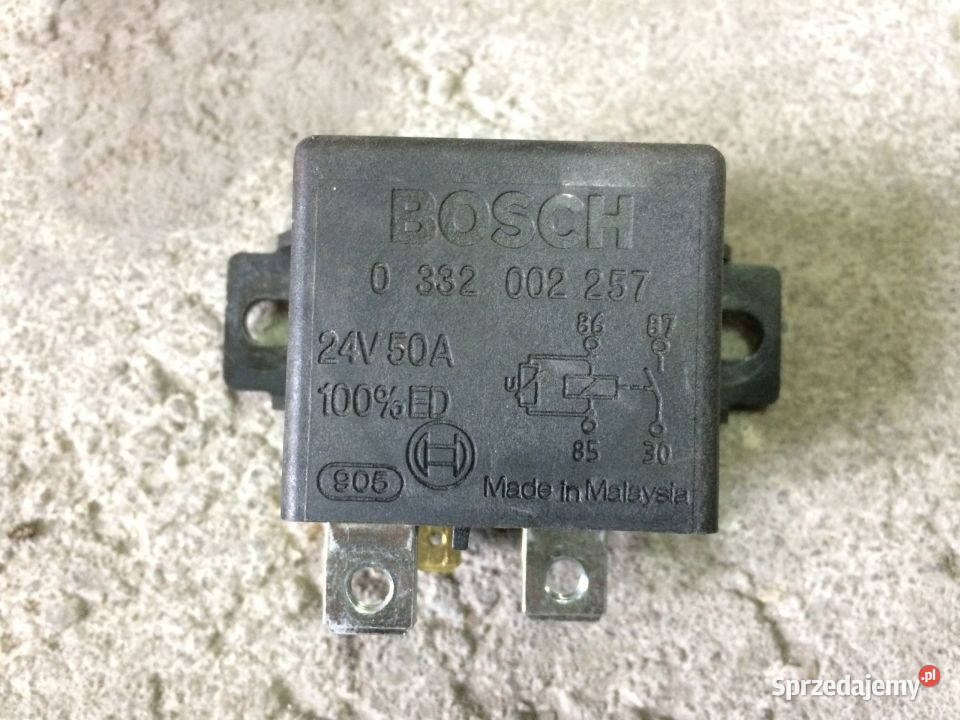 BOSCH
0 332 002 257
86 87
24V 50A
100%ED
U
85 30
905
Made in Malaysia
Sprzedajemy.pl